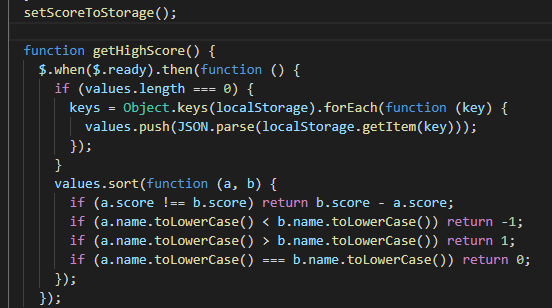 setScoreToStorage();
function getHighScore() {
$.when($.ready).then(function () {
if (values.length === 0) {
keys = Object.keys(localStorage).forEach(function (key) {
values.push(JSON.parse(localStorage.getItem(key)));
});
}
values.sort(function (a, b) {
if (a.score !== b.score) return b.score - a.score;
if (a.name.toLowerCase() < b.name.toLowerCase()) return -1;
if (a.name.toLowerCase() > b.name.toLowerCase()) return 1;
if (a.name.toLowerCase() === b.name.toLowerCase()) return 0;
});
});